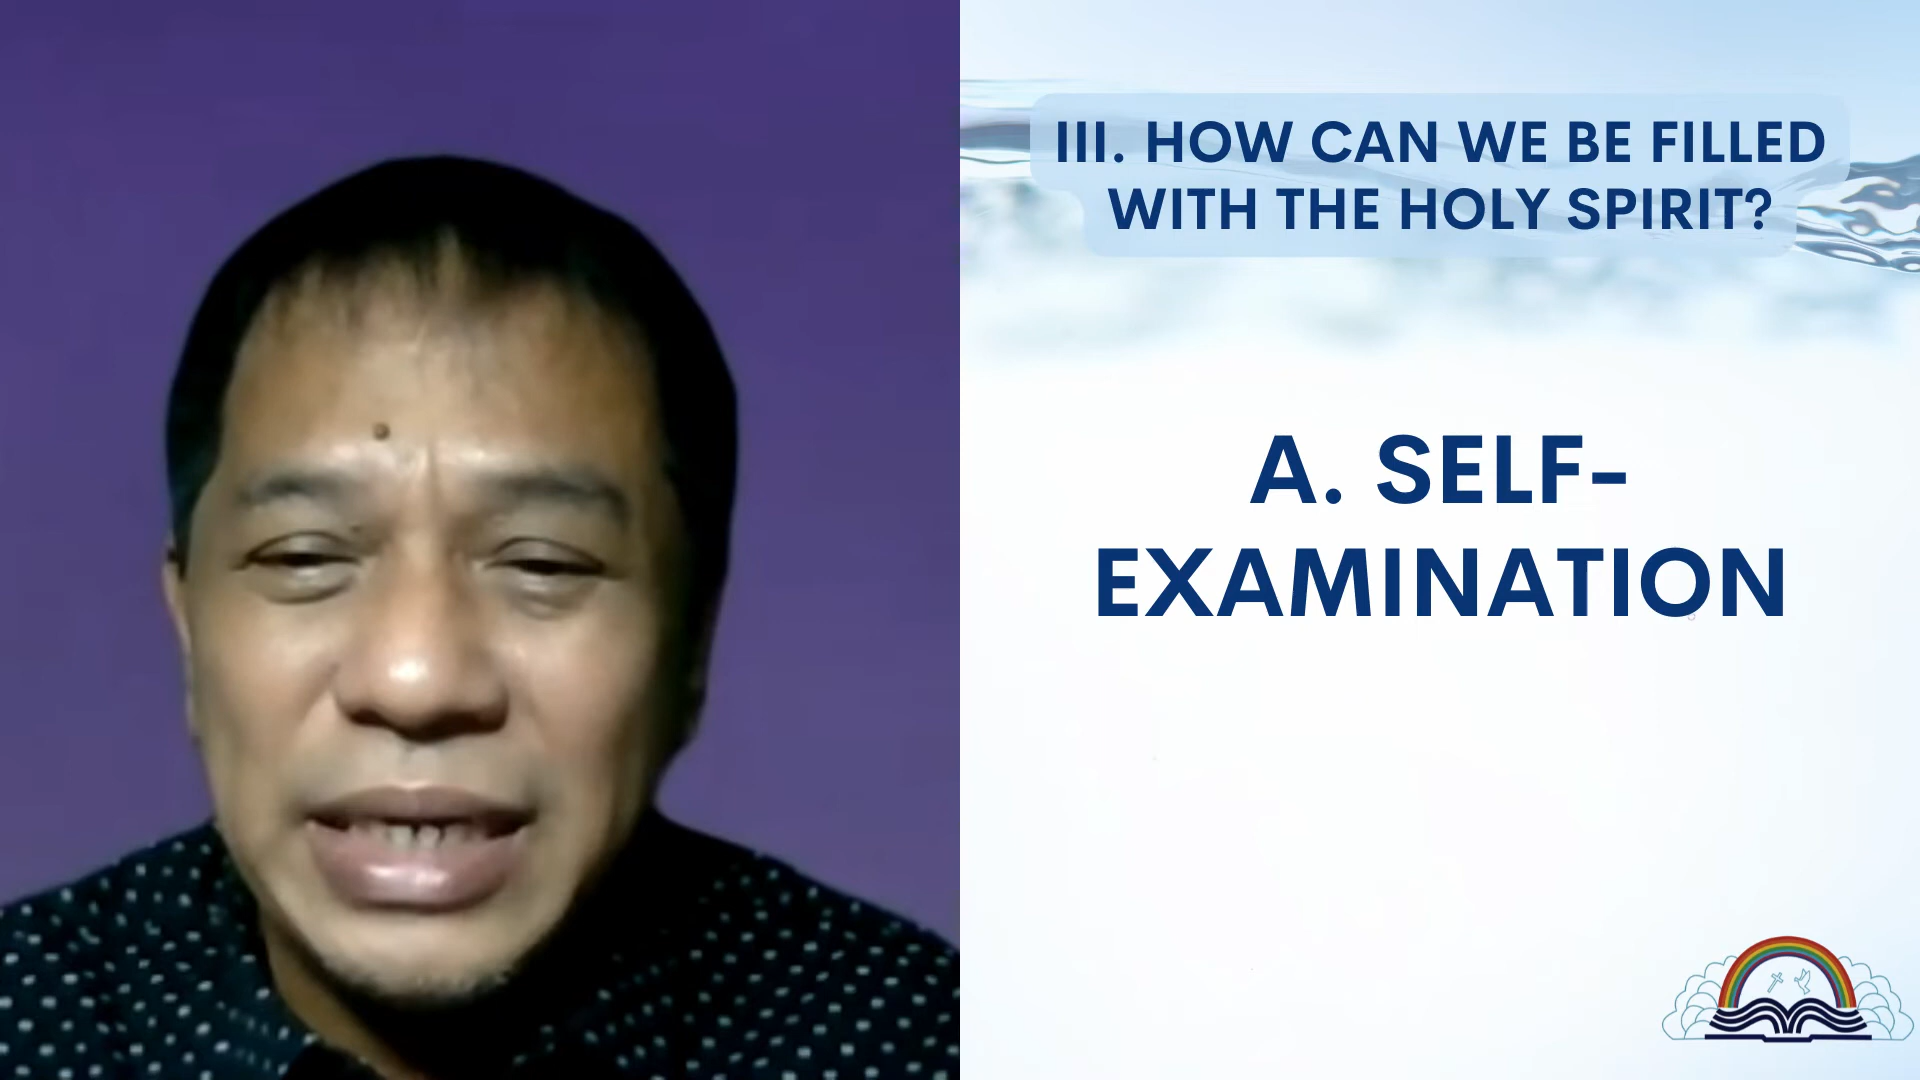 III. HOW CAN WE BE FILLED
WITH THE HOLY SPIRIT?
A. SELF-
EXAMINATION